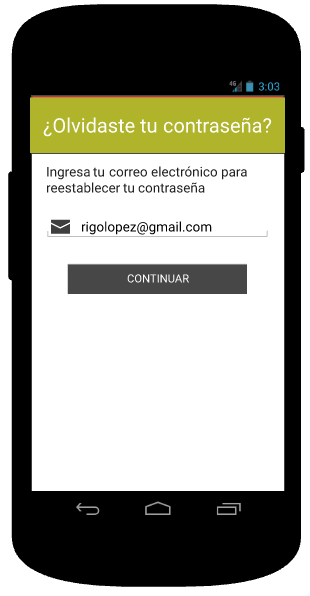 4G 3:03
¿Olvidaste tu contraseña?
Ingresa tu correo electrónico para
reestablecer tu contraseña
rigolopez@gmail.com
CONTINUAR